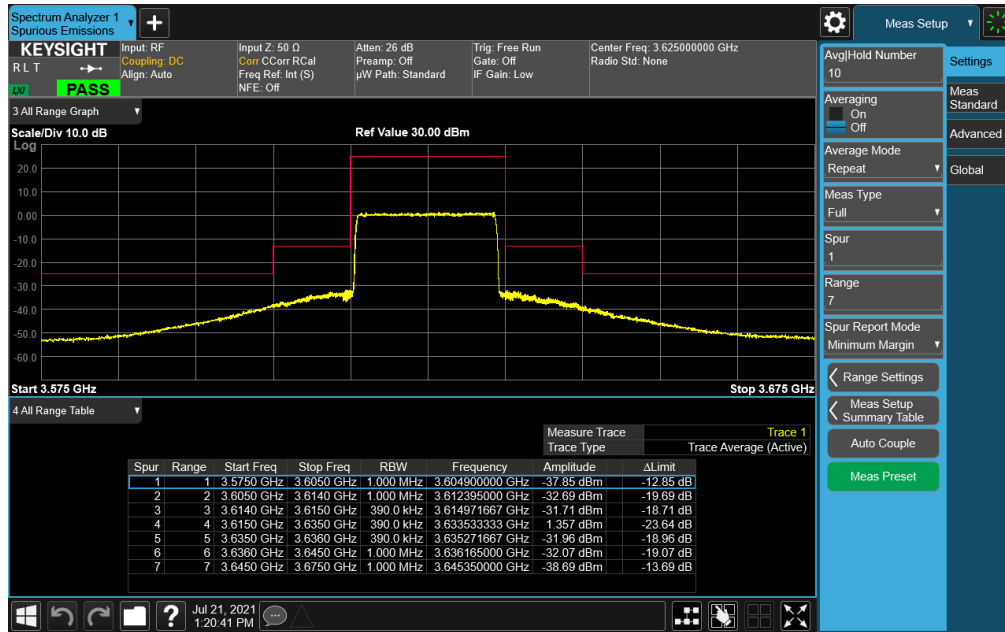 Spectrum Analyzer 1
Spurious Emissions
Meas Setup
KEYSIGHT
R L T
LXI
PASS
Input: RF
Coupling: DC
Align: Auto
Input Z: 50 Ω
Corr CCorr RCal
Freq Ref: Int (S)
NFE: Off
Atten: 26 dB
Preamp: Off
µW Path: Standard
Trig: Free Run
Gate: Off
IF Gain: Low
Center Freq: 3.625000000 GHz
Radio Std: None
3 All Range Graph
Scale/Div 10.0 dB
Ref Value 30.00 dBm
Log
20.0
10.0
0.00
-10.0
-20.0
-30.0
-40.0
-50.0
-60.0
Start 3.575 GHz
Stop 3.675 GHz
4 All Range Table
Measure Trace Trace 1
Trace Type Trace Average (Active)
Spur Range Start Freq Stop Freq RBW Frequency Amplitude ΔLimit
1 1 3.5750 GHz 3.6050 GHz 1.000 MHz 3.604900000 GHz -37.85 dBm -12.85 dB
2 2 3.6050 GHz 3.6140 GHz 1.000 MHz 3.612395000 GHz -32.69 dBm -19.69 dB
3 3 3.6140 GHz 3.6150 GHz 390.0 kHz 3.614971667 GHz -31.71 dBm -18.71 dB
4 4 3.6150 GHz 3.6350 GHz 390.0 kHz 3.633533333 GHz 1.357 dBm -23.64 dB
5 5 3.6350 GHz 3.6360 GHz 390.0 kHz 3.635271667 GHz -31.96 dBm -18.96 dB
6 6 3.6360 GHz 3.6450 GHz 1.000 MHz 3.636165000 GHz -32.07 dBm -19.07 dB
7 7 3.6450 GHz 3.6750 GHz 1.000 MHz 3.645350000 GHz -38.69 dBm -13.69 dB
Jul 21, 2021
1:20:41 PM
Avg|Hold Number
10
Averaging
On
Off
Average Mode
Repeat
Meas Type
Full
Spur
1
Range
7
Spur Report Mode
Minimum Margin
Range Settings
Meas Setup
Summary Table
Auto Couple
Meas Preset
Settings
Meas
Standard
Advanced
Global